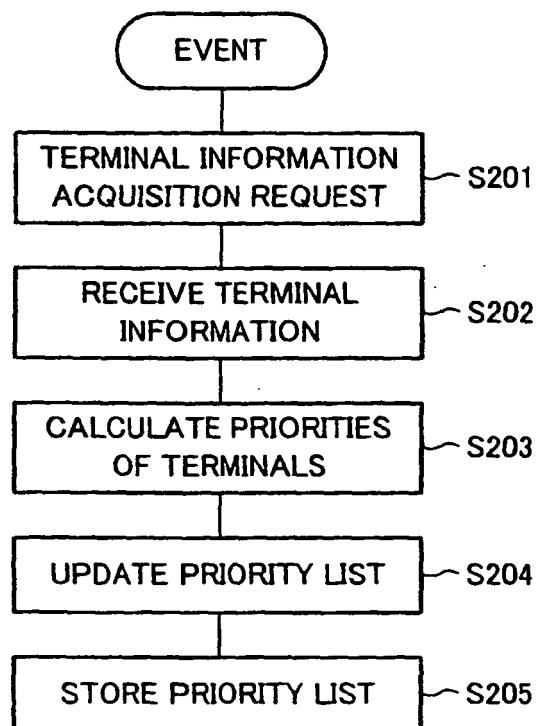 EVENT
TERMINAL INFORMATION
ACQUISITION REQUEST
S201
RECEIVE TERMINAL
INFORMATION
S202
CALCULATE PRIORITIES
OF TERMINALS
S203
UPDATE PRIORITY LIST
S204
STORE PRIORITY LIST
S205